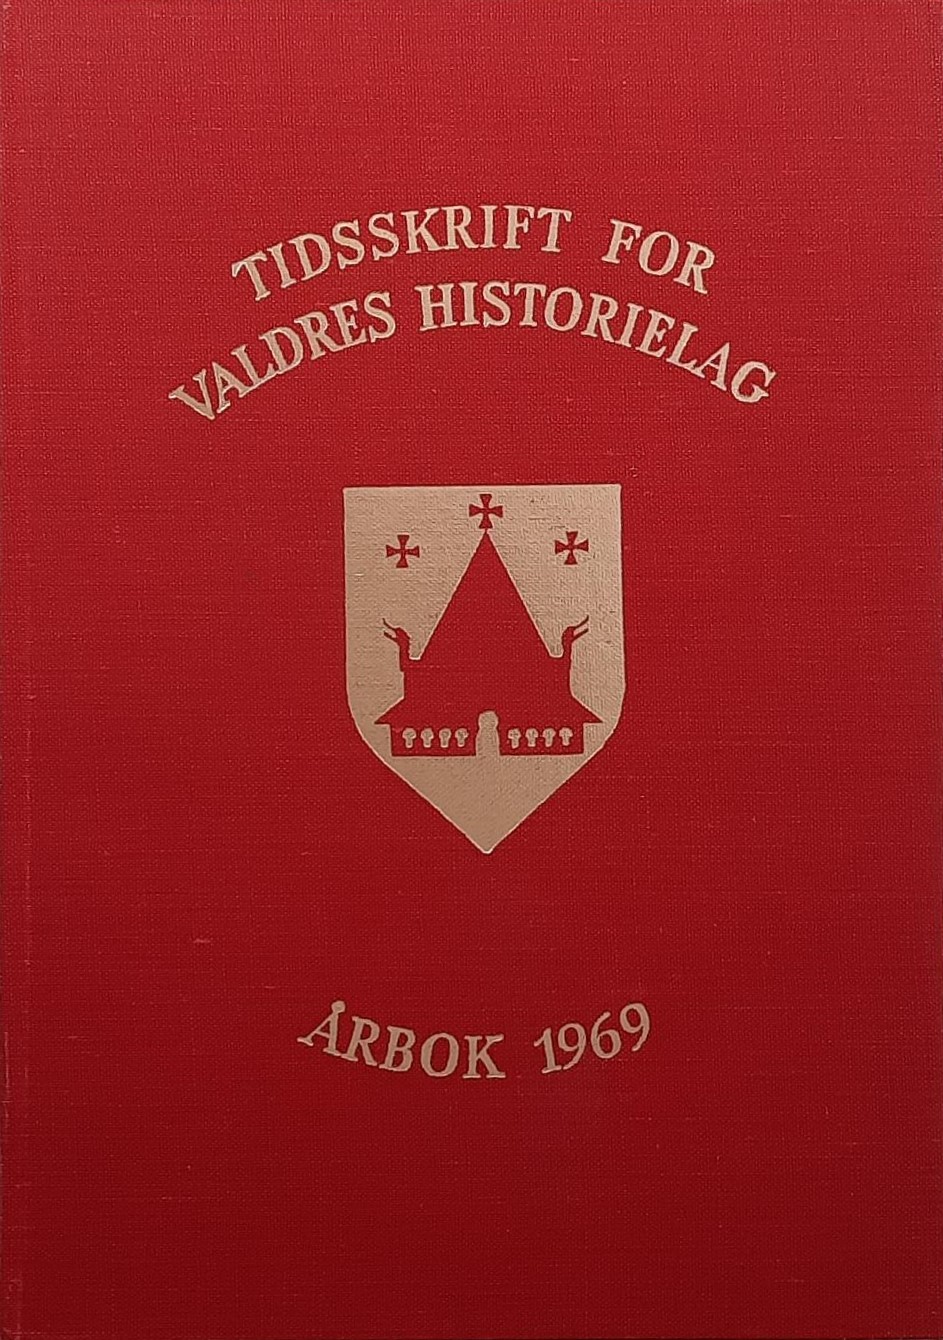 TIDSSKRIFT FOR
VALDRES HISTORIELAG
ÅRBOK 1969